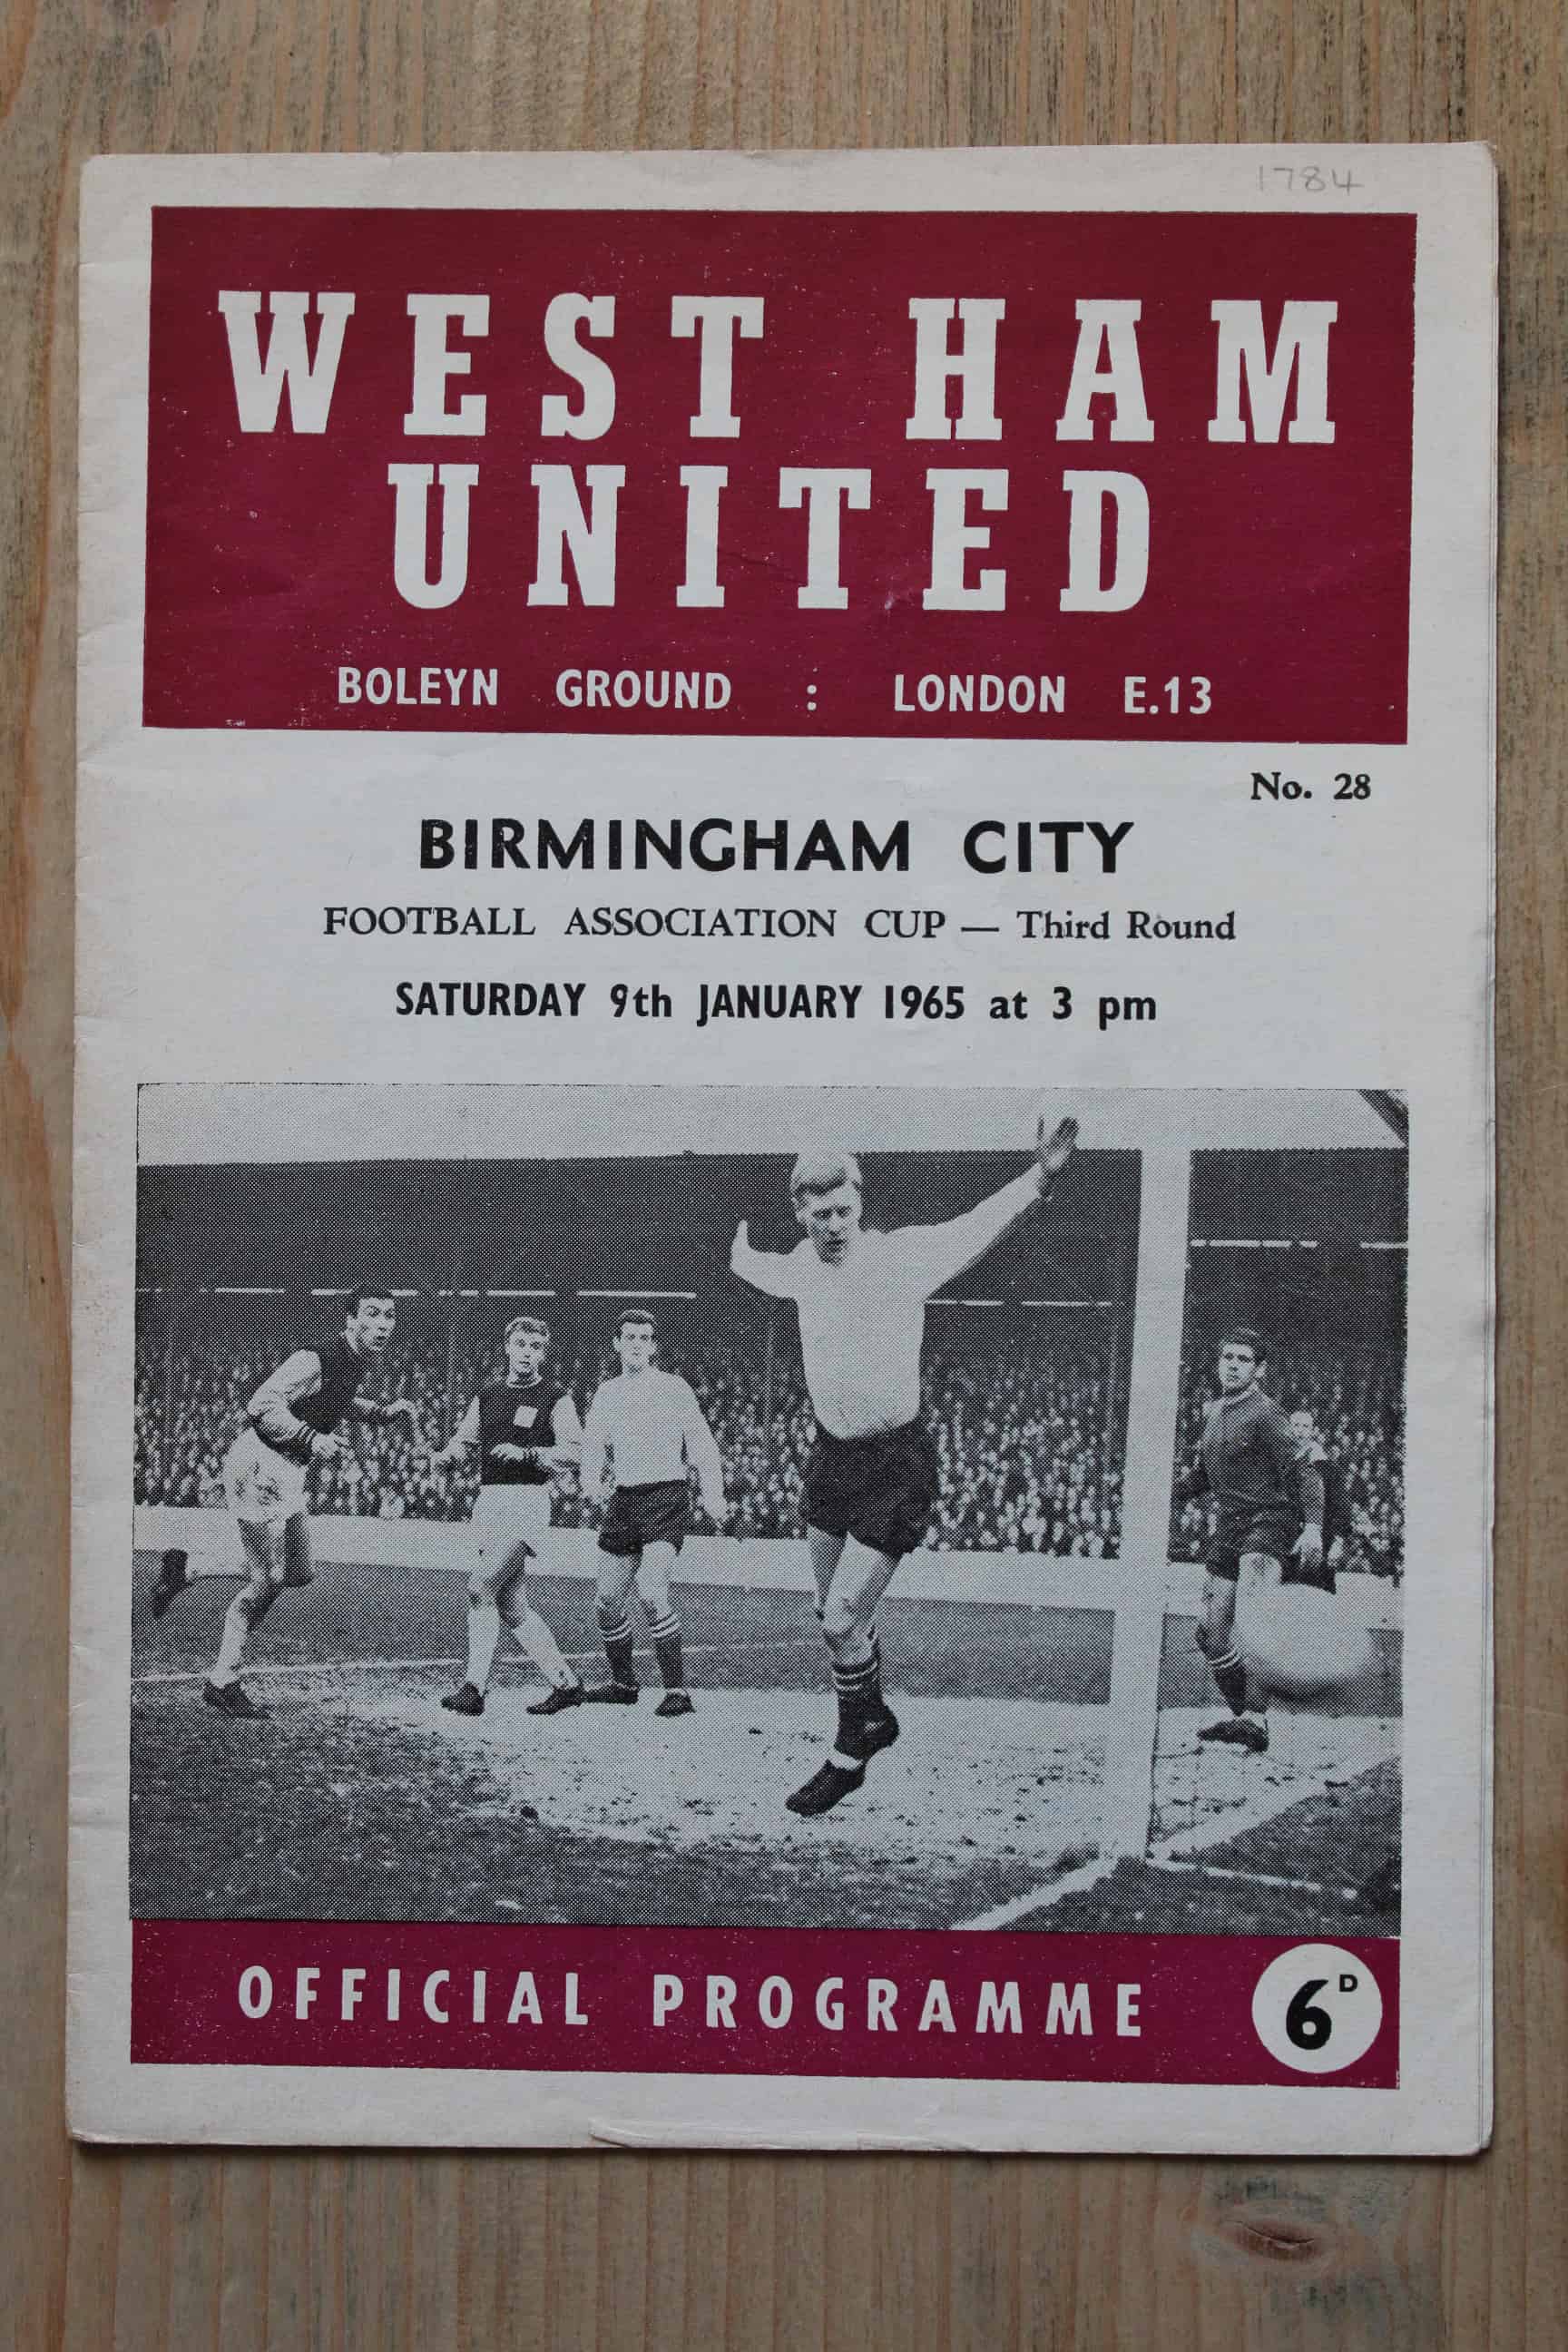 1784
WEST HAM
UNITED
BOLEYN GROUND : LONDON E.13
No. 28
BIRMINGHAM CITY
FOOTBALL ASSOCIATION CUP — Third Round
SATURDAY 9th JANUARY 1965 at 3 pm
OFFICIAL PROGRAMME 6D